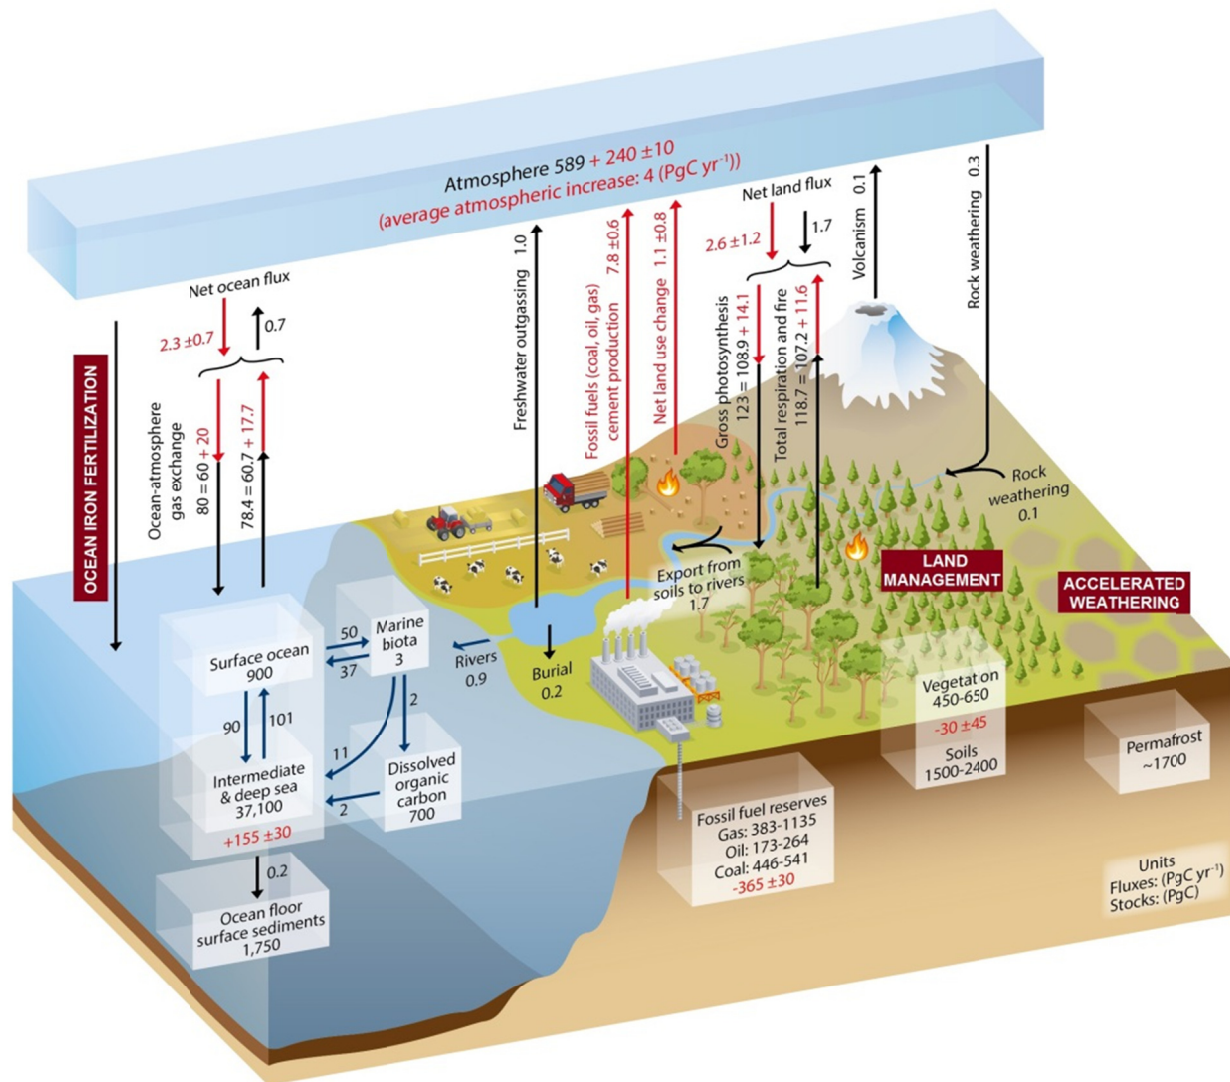 Atmosphere 589 + 240 ±10
(average atmospheric increase: 4 (PgC yr⁻¹))
Net ocean flux
2.3 ±0.7
0.7
OCEAN IRON FERTILIZATION
Ocean-atmosphere
gas exchange
80 = 60 + 20
78.4 = 60.7 + 17.7
Freshwater outgassing 1.0
Fossil fuels (coal, oil, gas)
cement production 7.8 ±0.6
Net land use change 1.1 ±0.8
Net land flux
2.6 ±1.2
1.7
Gross photosynthesis
123 = 108.9 + 14.1
Total respiration and fire
118.7 = 107.2 + 11.6
Volcanism 0.1
Rock weathering 0.3
Rock
weathering
0.1
Export from
soils to rivers
1.7
LAND
MANAGEMENT
ACCELERATED
WEATHERING
Surface ocean
900
50
37
Marine
biota
3
Rivers
0.9
Burial
0.2
90
101
11
2
Intermediate
& deep sea
37,100
+155 ±30
2
Dissolved
organic
carbon
700
0.2
Ocean floor
surface sediments
1,750
Vegetation
450-650
-30 ±45
Soils
1500-2400
Permafrost
~1700
Fossil fuel reserves
Gas: 383-1135
Oil: 173-264
Coal: 446-541
-365 ±30
Units
Fluxes: (PgC yr⁻¹)
Stocks: (PgC)